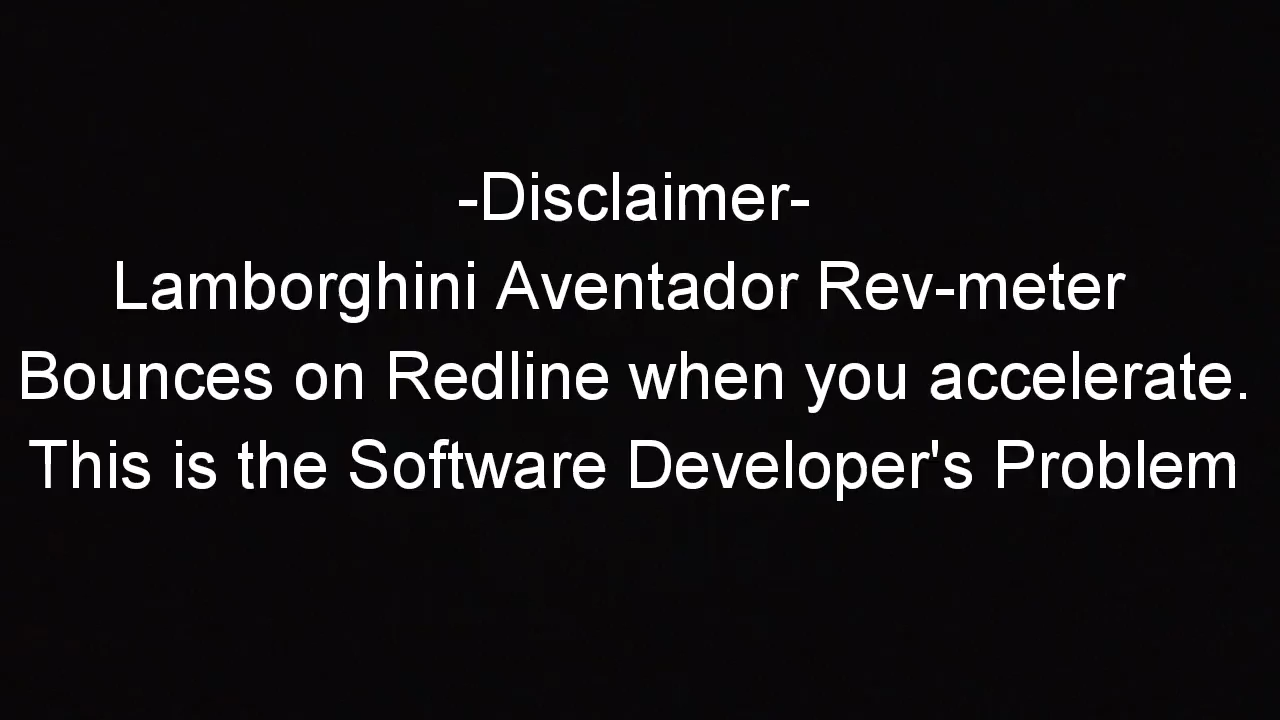 -Disclaimer-
Lamborghini Aventador Rev-meter
Bounces on Redline when you accelerate.
This is the Software Developer's Problem